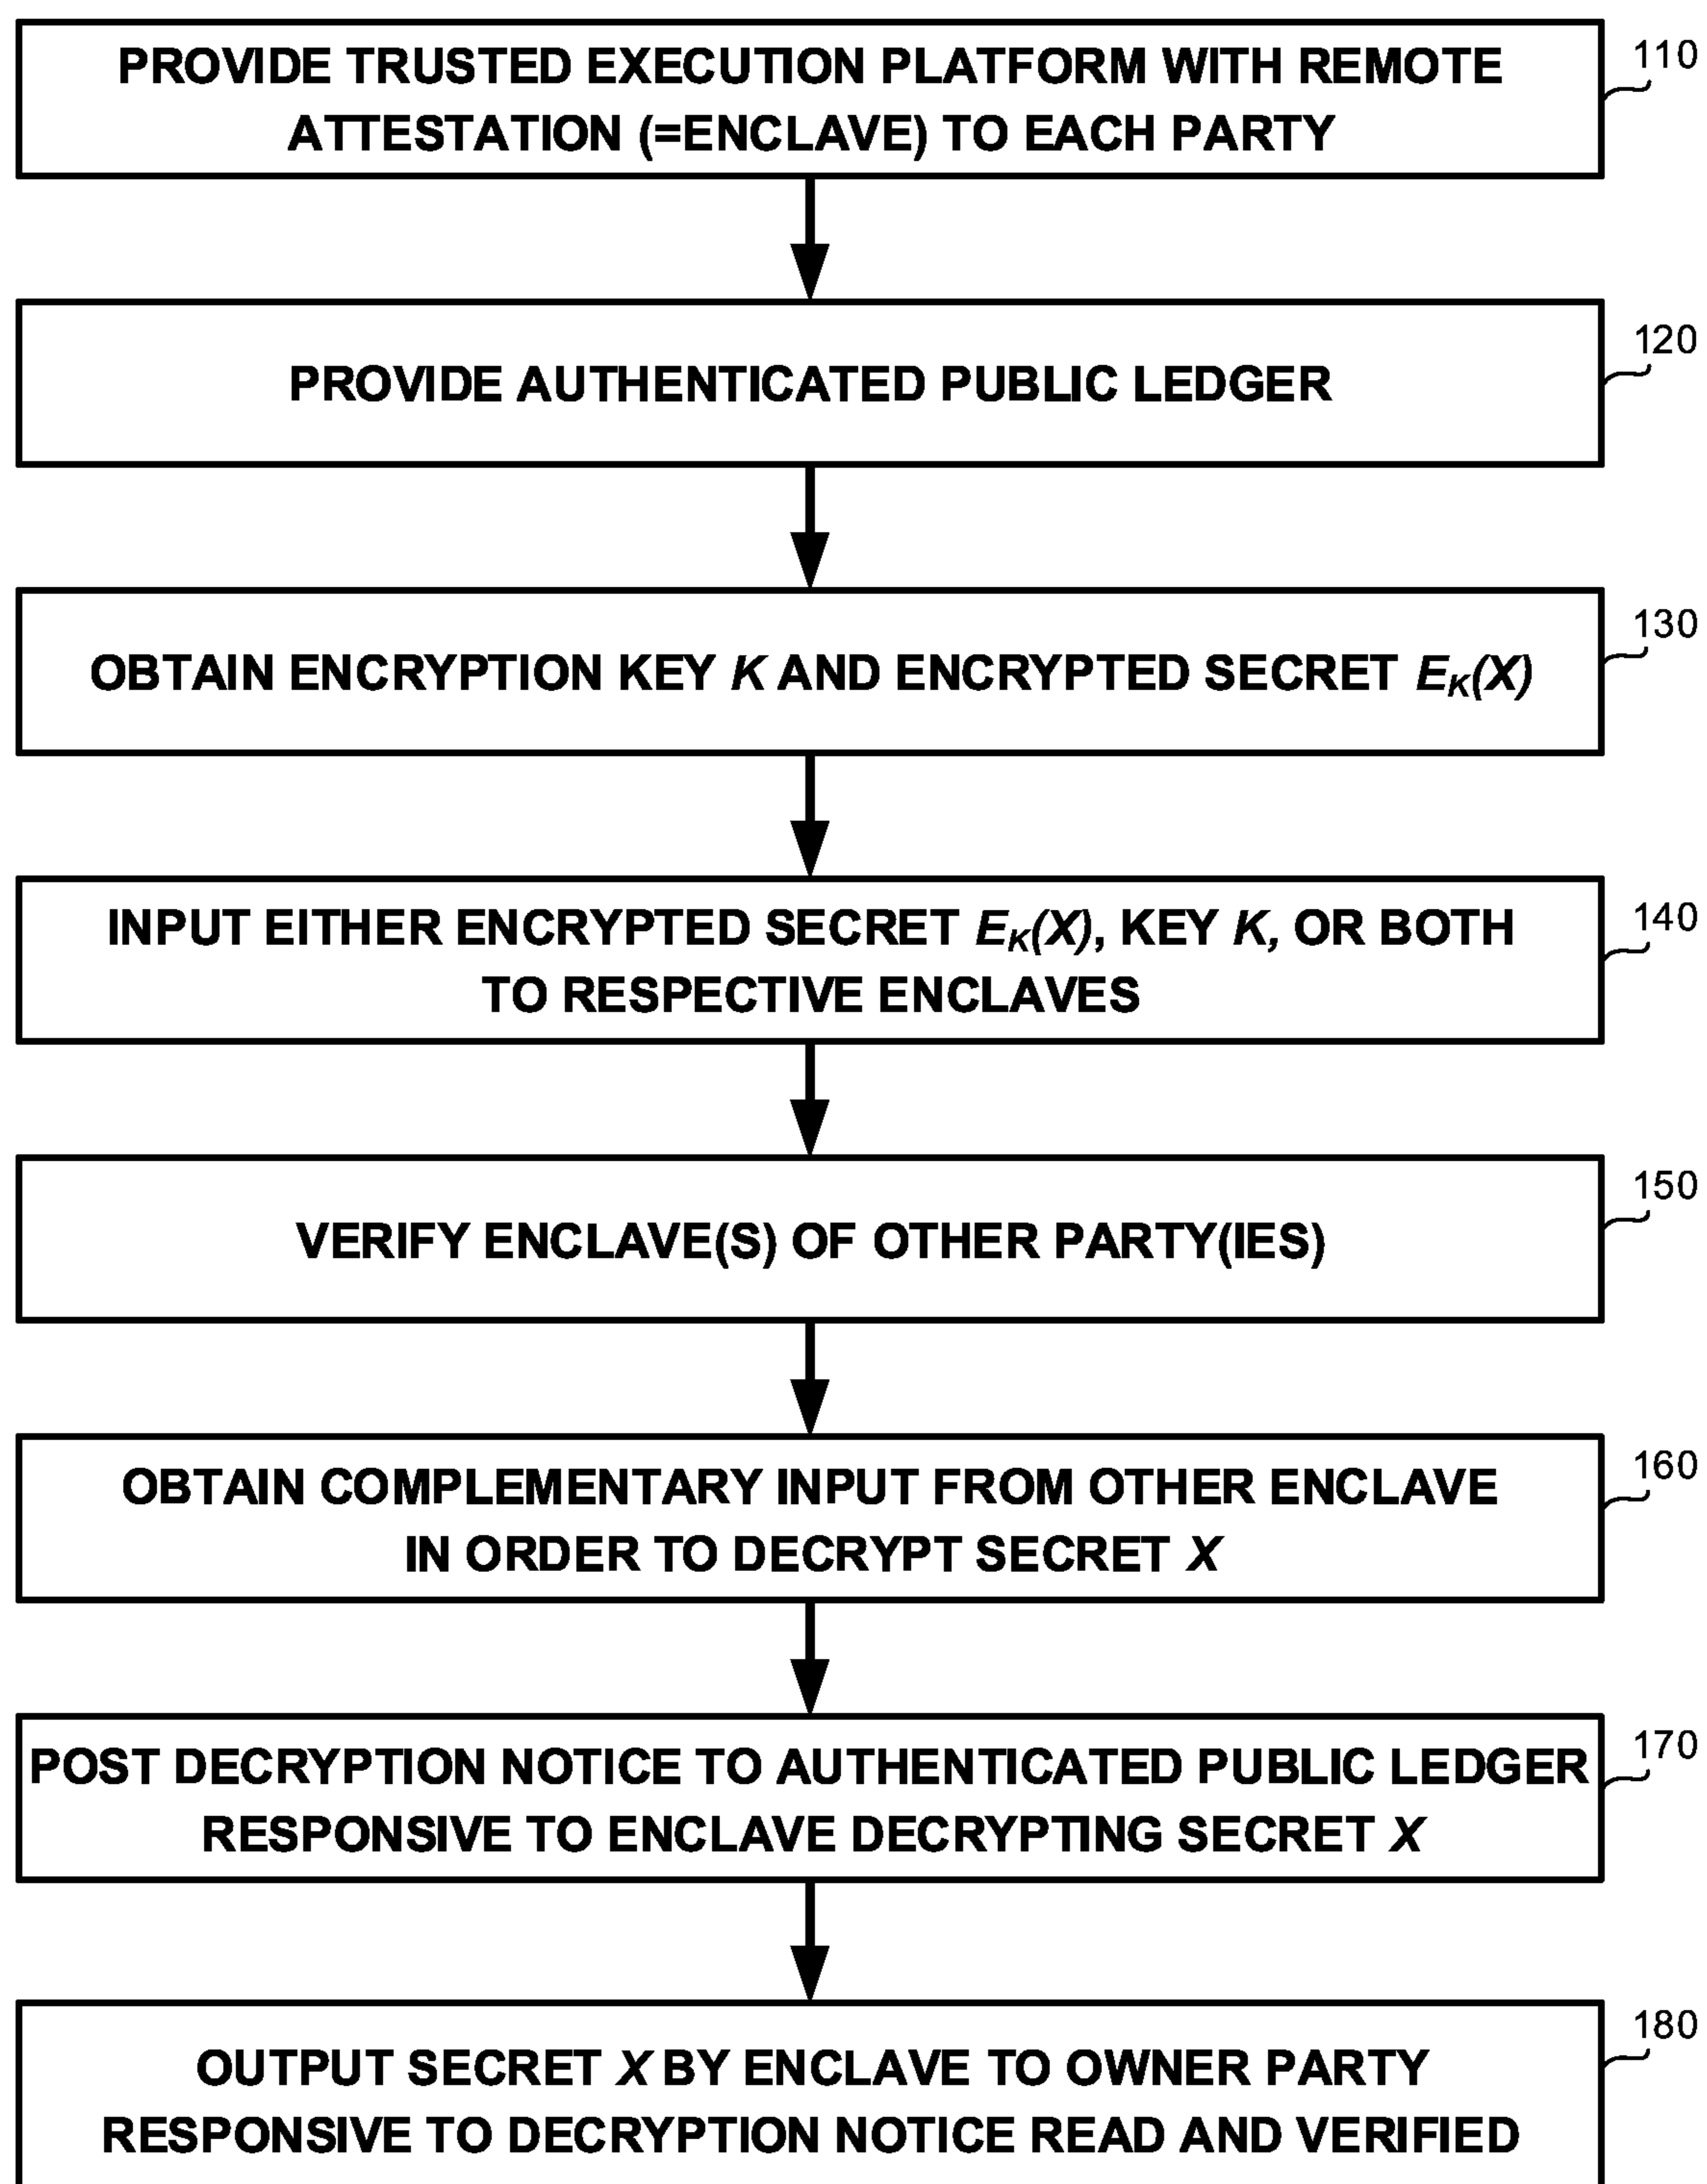 PROVIDE TRUSTED EXECUTION PLATFORM WITH REMOTE
ATTESTATION (=ENCLAVE) TO EACH PARTY
110
PROVIDE AUTHENTICATED PUBLIC LEDGER
120
OBTAIN ENCRYPTION KEY K AND ENCRYPTED SECRET EK(X)
130
INPUT EITHER ENCRYPTED SECRET EK(X), KEY K, OR BOTH
TO RESPECTIVE ENCLAVES
140
VERIFY ENCLAVE(S) OF OTHER PARTY(IES)
150
OBTAIN COMPLEMENTARY INPUT FROM OTHER ENCLAVE
IN ORDER TO DECRYPT SECRET X
160
POST DECRYPTION NOTICE TO AUTHENTICATED PUBLIC LEDGER
RESPONSIVE TO ENCLAVE DECRYPTING SECRET X
170
OUTPUT SECRET X BY ENCLAVE TO OWNER PARTY
RESPONSIVE TO DECRYPTION NOTICE READ AND VERIFIED
180